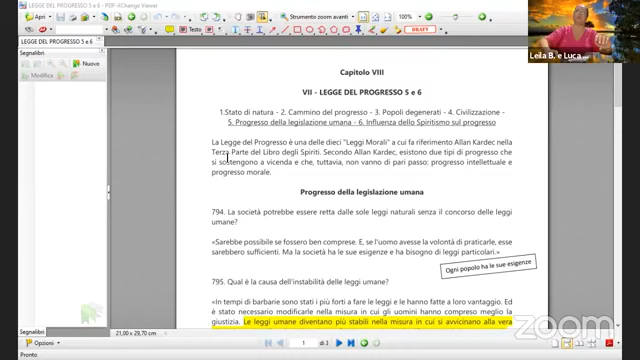 LEGGE DEL PROGRESSO 5 e 6 - PDF-XChange Viewer
Apri
Strumento zoom avanti
100%
Testo
DRAFT
LEGGE DEL PROGRESSO 5 e 6
Segnalibri
Nuovo
Modifica
Leila B. e Luca ...
Capitolo VIII
VII - LEGGE DEL PROGRESSO 5 e 6
1.Stato di natura - 2. Cammino del progresso - 3. Popoli degenerati - 4. Civilizzazione -
5. Progresso della legislazione umana - 6. Influenza dello Spiritismo sul progresso
La Legge del Progresso è una delle dieci "Leggi Morali" a cui fa riferimento Allan Kardec nella
Terza Parte del Libro degli Spiriti. Secondo Allan Kardec, esistono due tipi di progresso che
si sostengono a vicenda e che, tuttavia, non vanno di pari passo: progresso intellettuale e
progresso morale.
Progresso della legislazione umana
794. La società potrebbe essere retta dalle sole leggi naturali senza il concorso delle leggi
umane?
«Sarebbe possibile se fossero ben comprese. E, se l'uomo avesse la volontà di praticarle, esse
sarebbero sufficienti. Ma la società ha le sue esigenze e ha bisogno di leggi particolari.»
Ogni popolo ha le sue esigenze
795. Qual è la causa dell'instabilità delle leggi umane?
«In tempi di barbarie sono stati i più forti a fare le leggi e le hanno fatte a loro vantaggio. Ed
è stato necessario modificarle nella misura in cui gli uomini hanno compreso meglio la
giustizia. Le leggi umane diventano più stabili nella misura in cui si avvicinano alla vera
21,00 x 29,70 cm
Opzioni
1
di 3
zoom